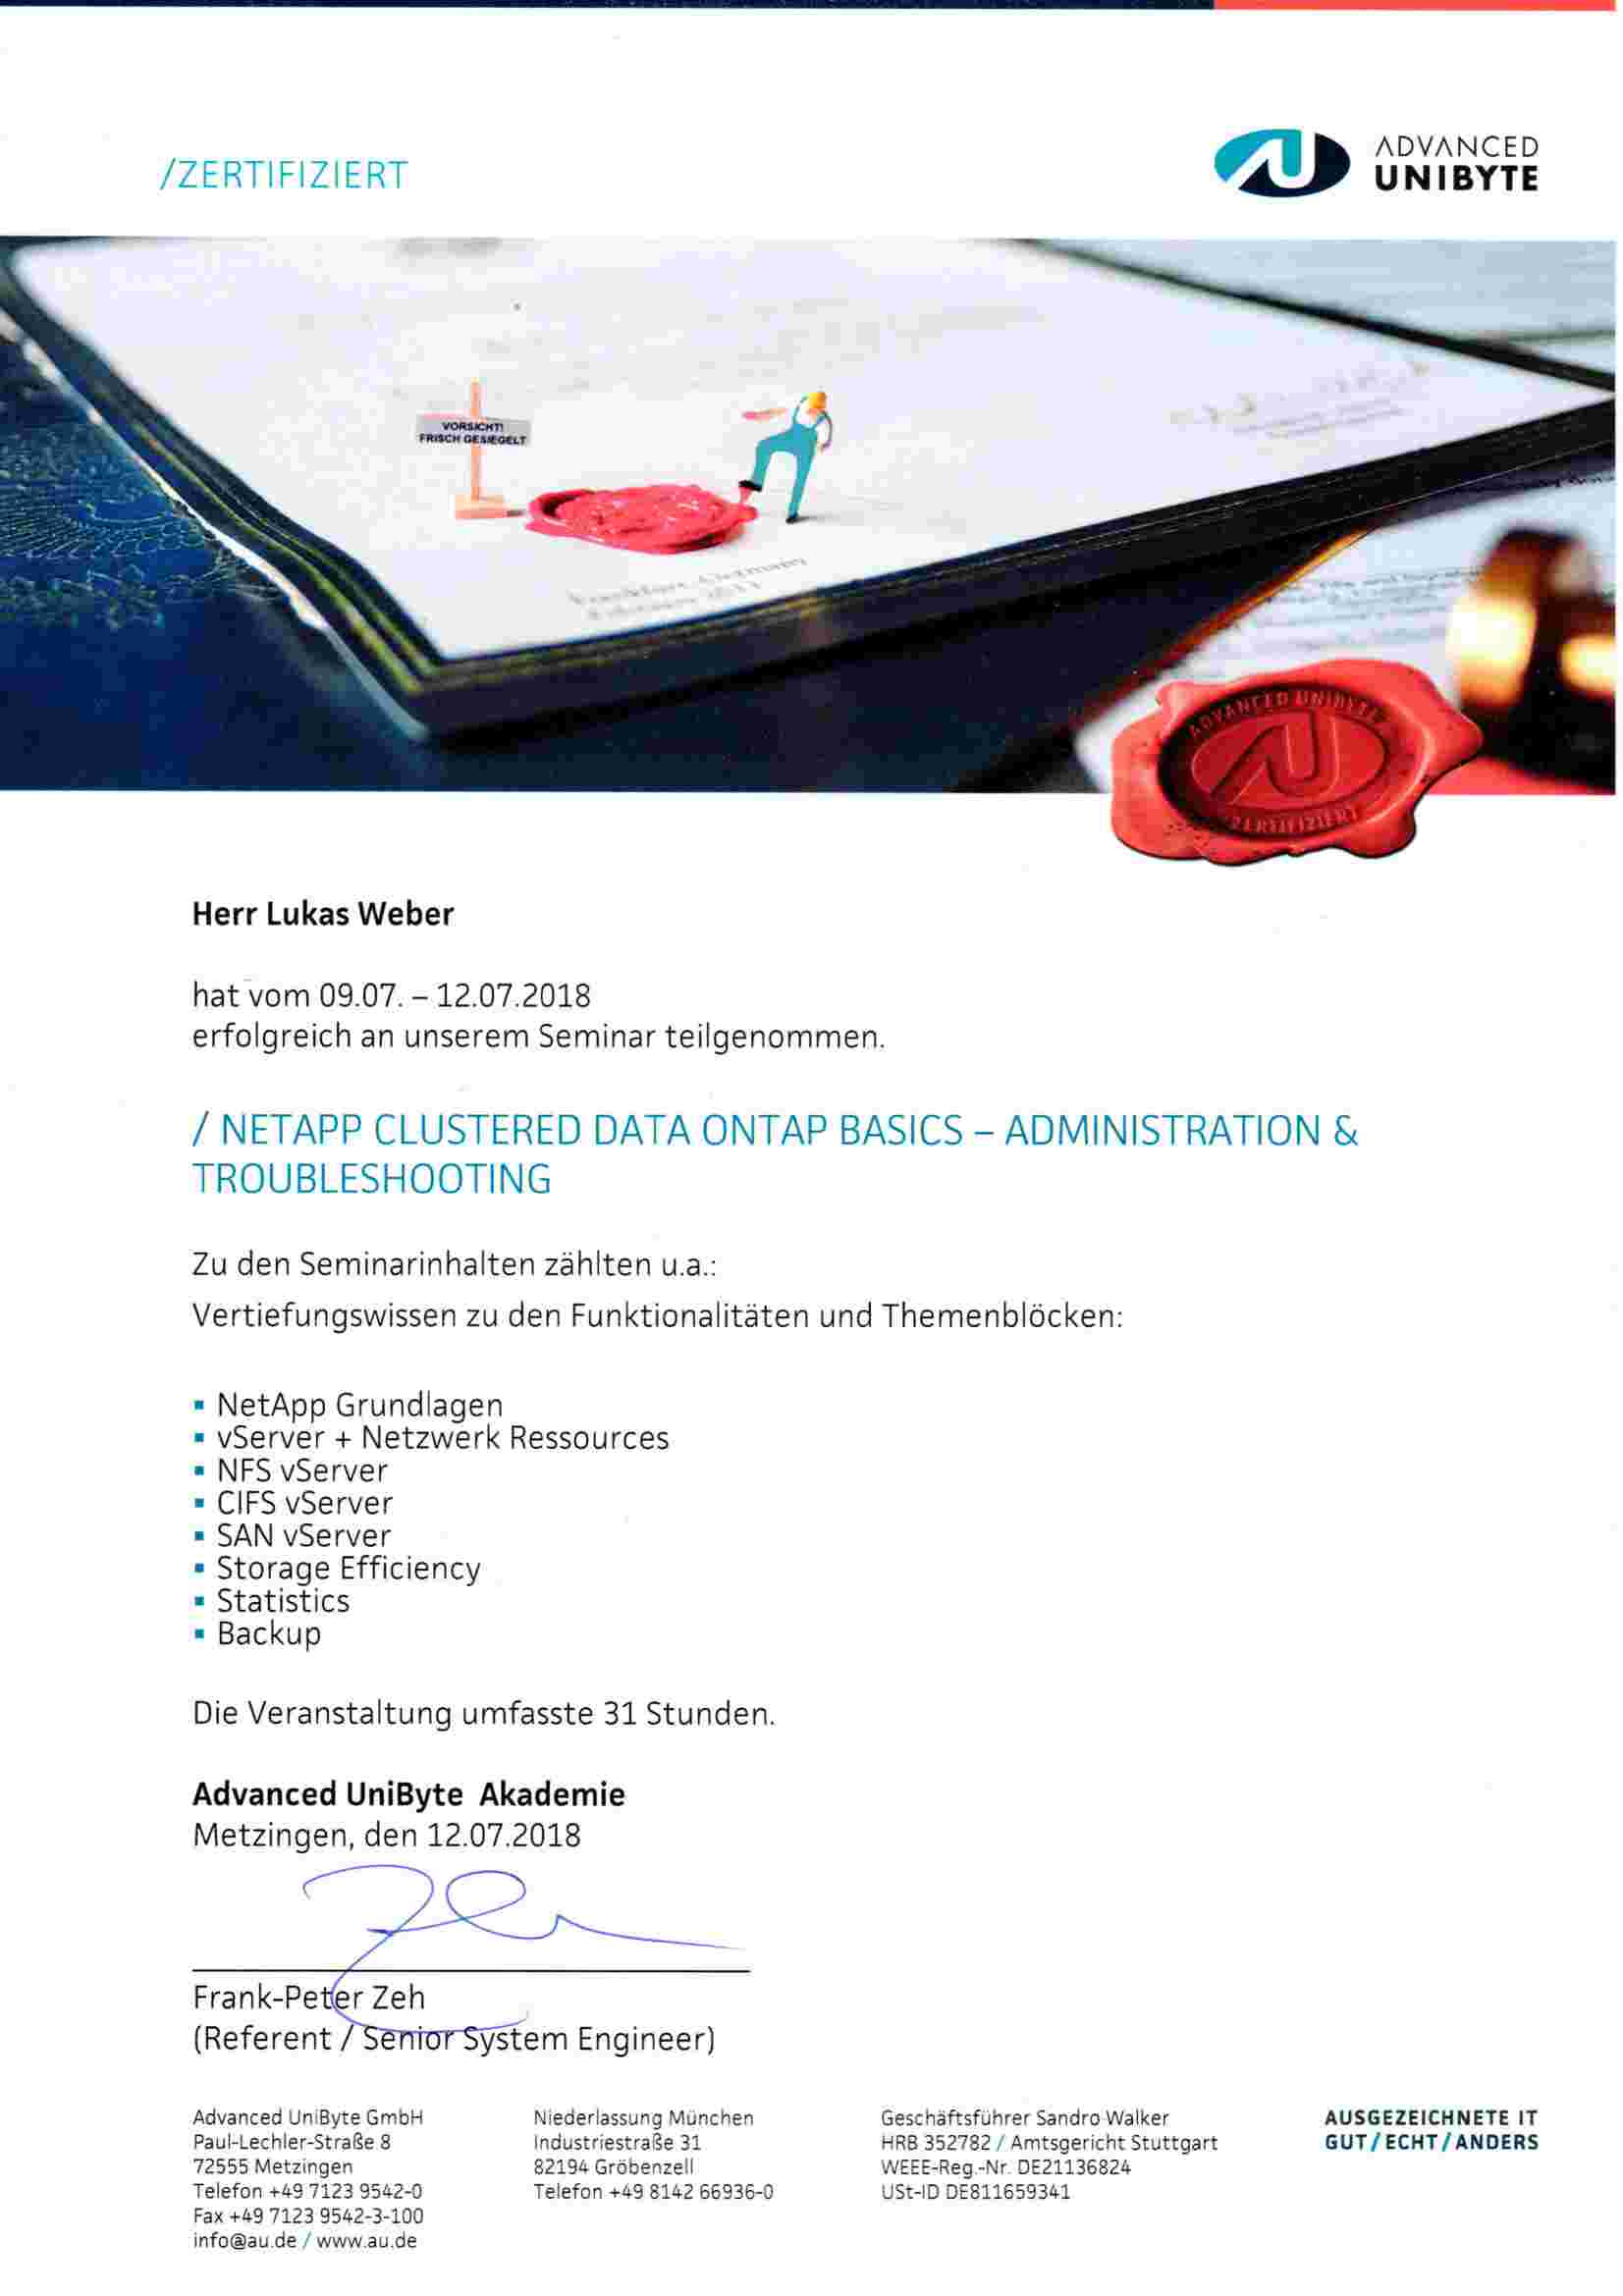 /ZERTIFIZIERT
ADVANCED
UNIBYTE
VORSICHT!
FRISCH GESIEGELT
Frankfurt, Germany
ADVANCED UNIBYTE
ZERTIFIZIERT
Herr Lukas Weber
hat vom 09.07. – 12.07.2018
erfolgreich an unserem Seminar teilgenommen.
/ NETAPP CLUSTERED DATA ONTAP BASICS – ADMINISTRATION &
TROUBLESHOOTING
Zu den Seminarinhalten zählten u.a.:
Vertiefungswissen zu den Funktionalitäten und Themenblöcken:
▪ NetApp Grundlagen
▪ vServer + Netzwerk Ressources
▪ NFS vServer
▪ CIFS vServer
▪ SAN vServer
▪ Storage Efficiency
▪ Statistics
▪ Backup
Die Veranstaltung umfasste 31 Stunden.
Advanced UniByte Akademie
Metzingen, den 12.07.2018
Frank-Peter Zeh
(Referent / Senior System Engineer)
Advanced UniByte GmbH
Paul-Lechler-Straße 8
72555 Metzingen
Telefon +49 7123 9542-0
Fax +49 7123 9542-3-100
info@au.de / www.au.de
Niederlassung München
Industriestraße 31
82194 Gröbenzell
Telefon +49 8142 66936-0
Geschäftsführer Sandro Walker
HRB 352782 / Amtsgericht Stuttgart
WEEE-Reg.-Nr. DE21136824
USt-ID DE811659341
AUSGEZEICHNETE IT
GUT/ECHT/ANDERS